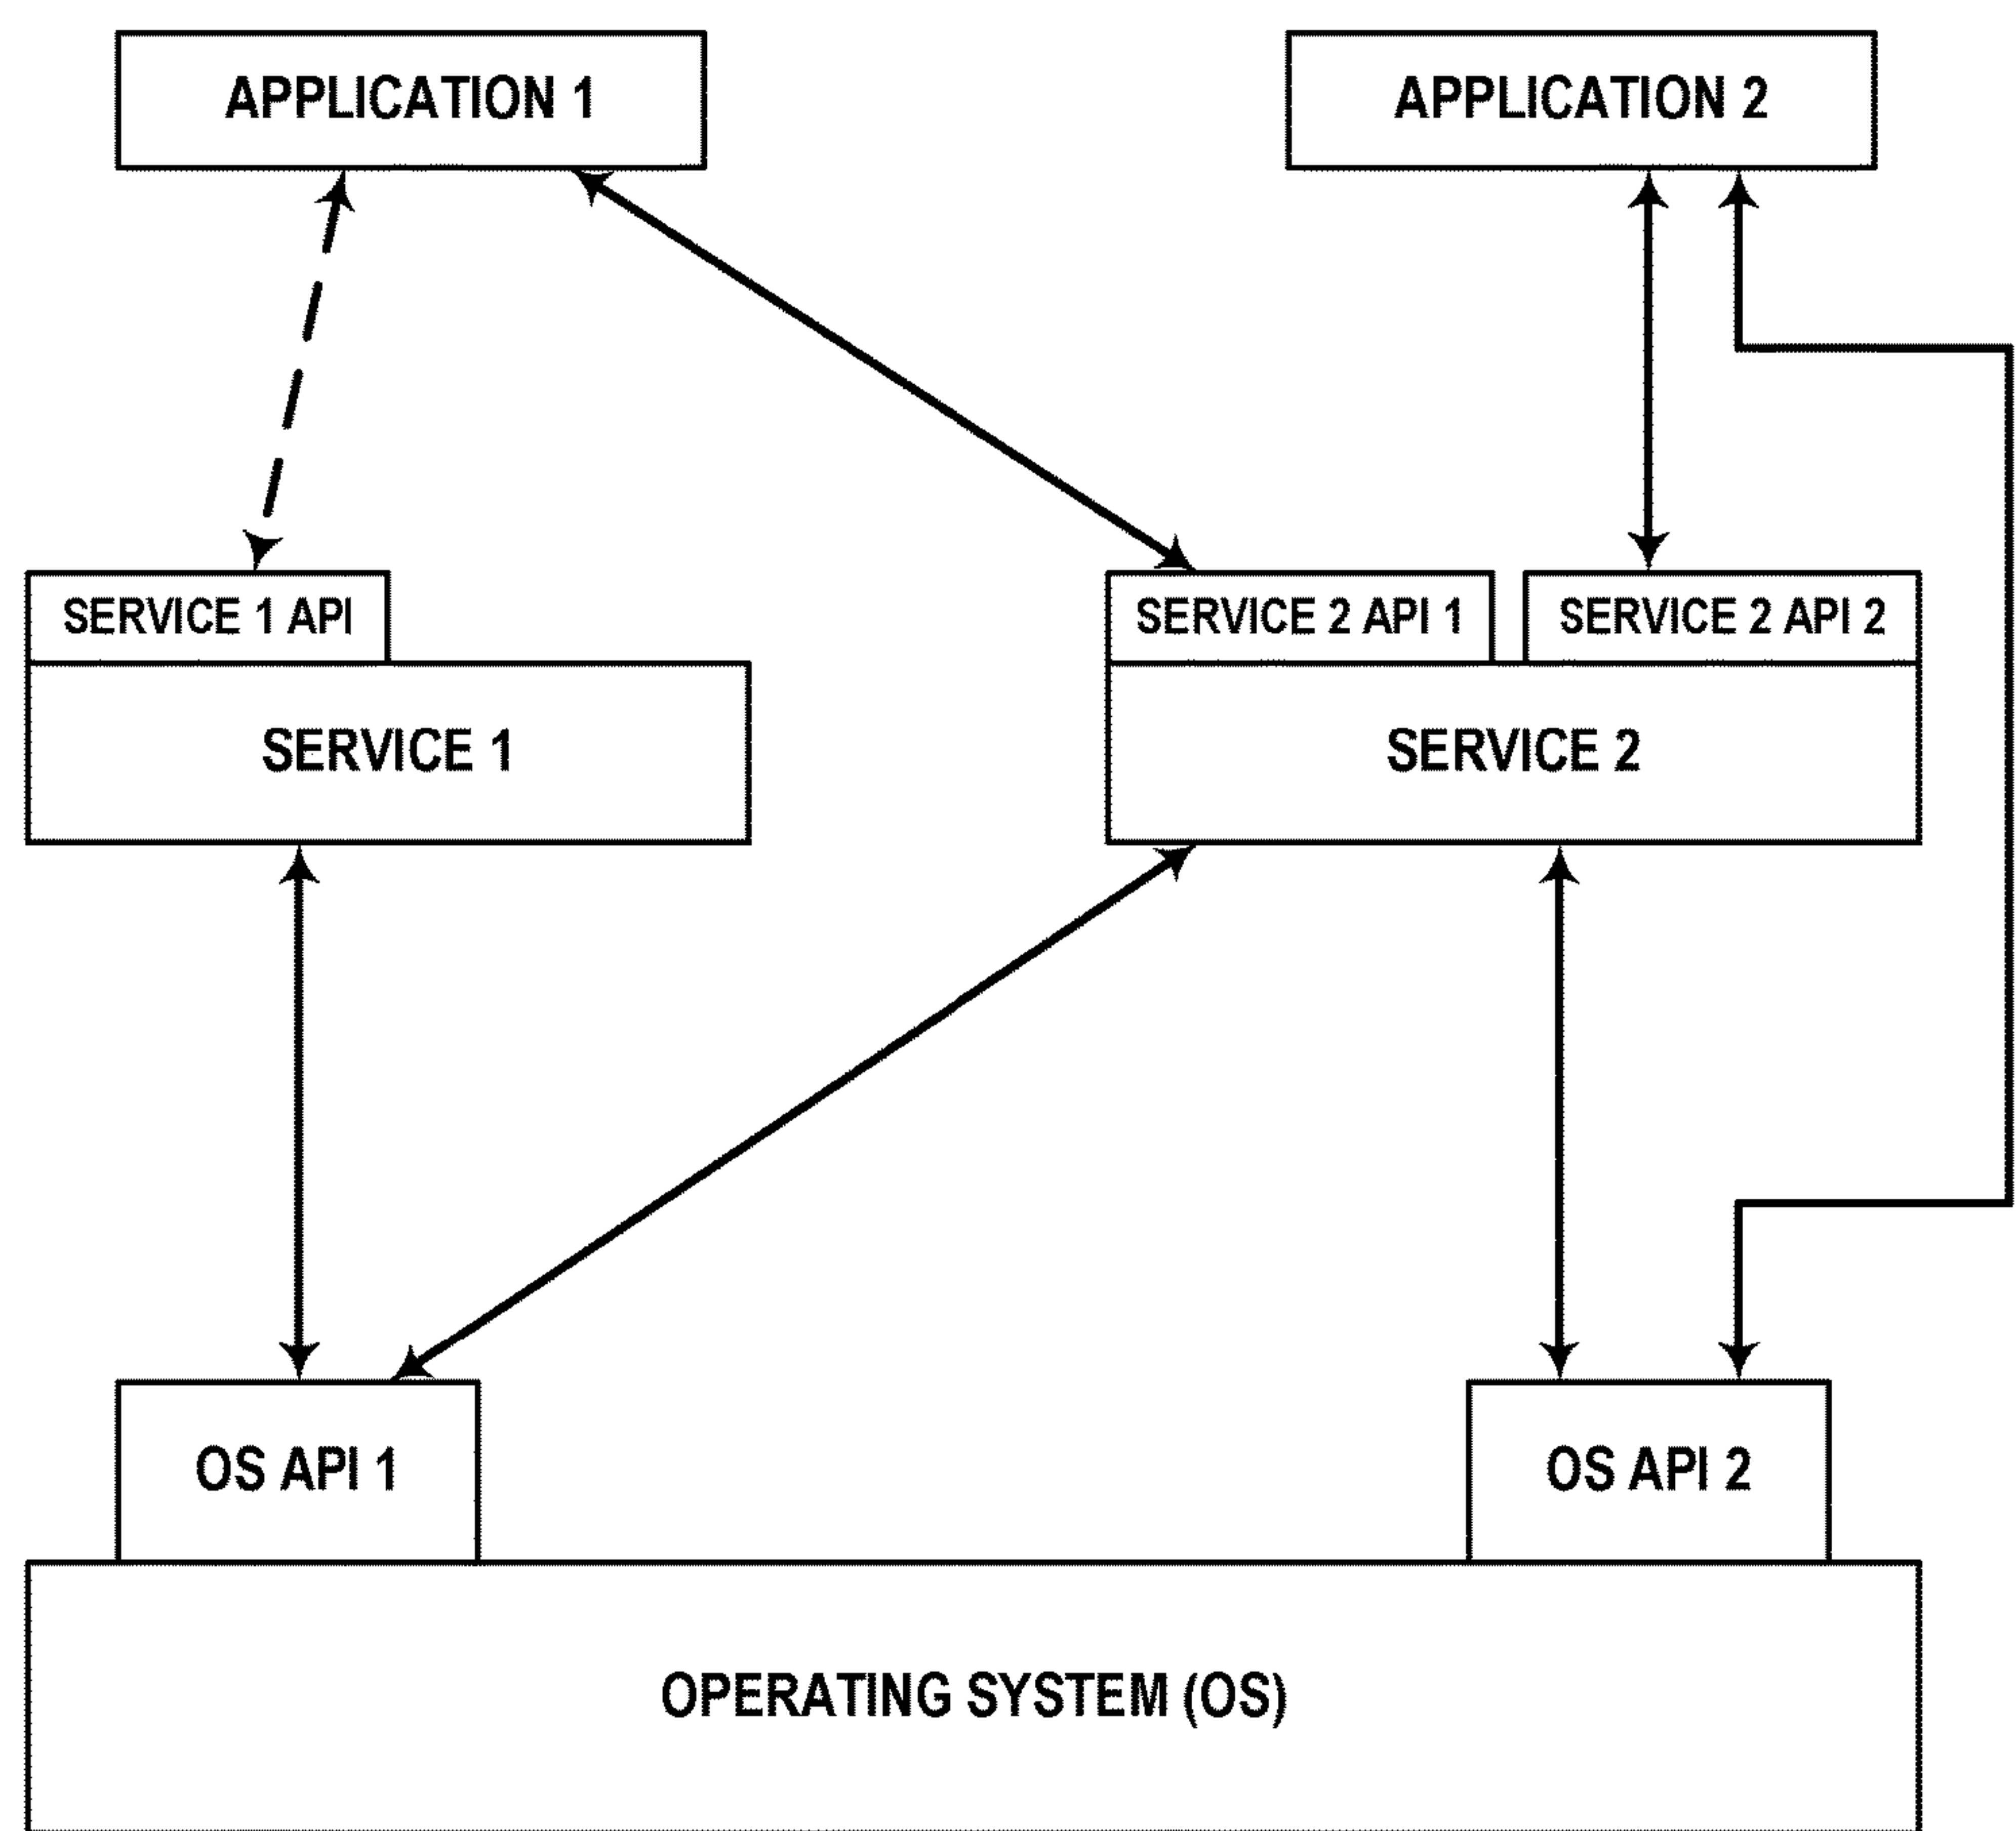 APPLICATION 1
APPLICATION 2
SERVICE 1 API
SERVICE 2 API 1
SERVICE 2 API 2
SERVICE 1
SERVICE 2
OS API 1
OS API 2
OPERATING SYSTEM (OS)